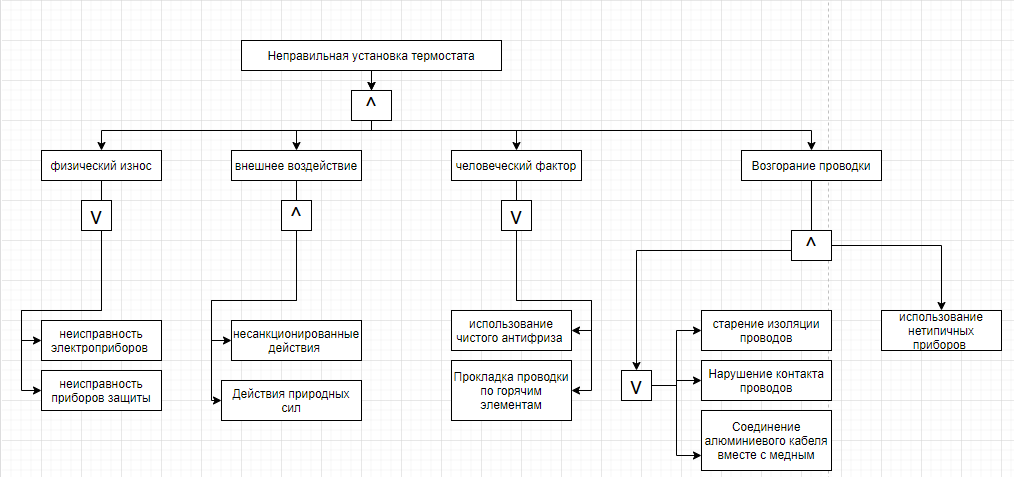 Неправильная установка термостата
^
физический износ
внешнее воздействие
человеческий фактор
Возгорание проводки
V
^
V
^
неисправность
электроприборов
неисправность
приборов защиты
несанкционированные
действия
Действия природных
сил
использование
чистого антифриза
Прокладка проводки
по горячим
элементам
V
старение изоляции
проводов
Нарушение контакта
проводов
Соединение
алюминиевого кабеля
вместе с медным
использование
нетипичных
приборов